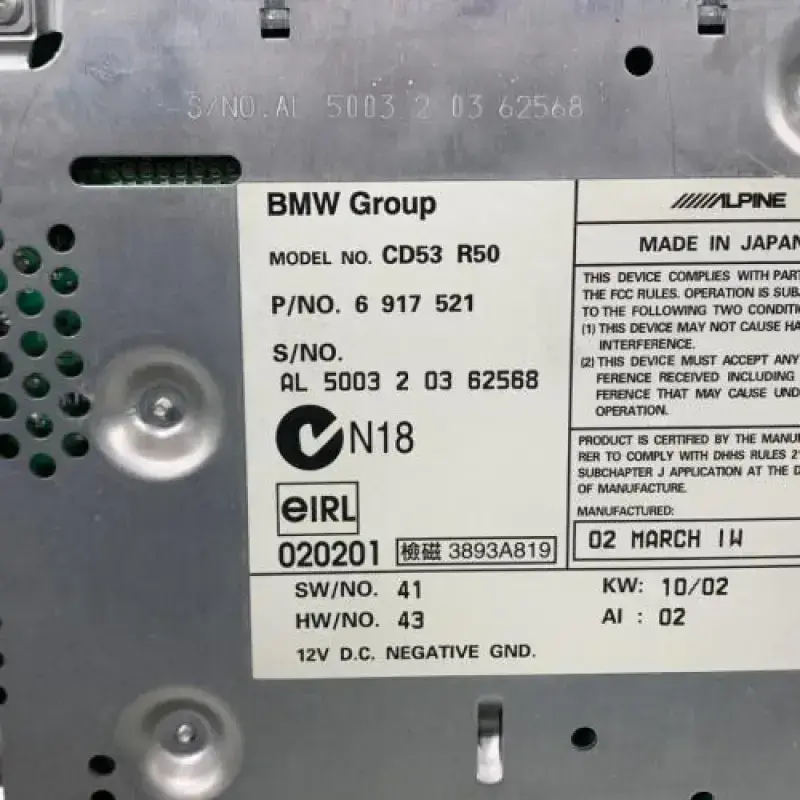 S/NO. AL 5003 2 03 62568
BMW Group
MODEL NO. CD53 R50
P/NO. 6 917 521
S/NO.
AL 5003 2 03 62568
N18
eIRL
020201 檢磁 3893A819
SW/NO. 41
HW/NO. 43
12V D.C. NEGATIVE GND.
KW: 10/02
AI : 02
ALPINE
MADE IN JAPAN
THIS DEVICE COMPLIES WITH PART
THE FCC RULES. OPERATION IS SUB
TO THE FOLLOWING TWO CONDITI
(1) THIS DEVICE MAY NOT CAUSE HA
INTERFERENCE.
(2) THIS DEVICE MUST ACCEPT ANY
FERENCE RECEIVED INCLUDING
FERENCE THAT MAY CAUSE UND
OPERATION.
PRODUCT IS CERTIFIED BY THE MANU
RER TO COMPLY WITH DHHS RULES 2
SUBCHAPTER J APPLICATION AT THE D
OF MANUFACTURE.
MANUFACTURED:
02 MARCH 1W